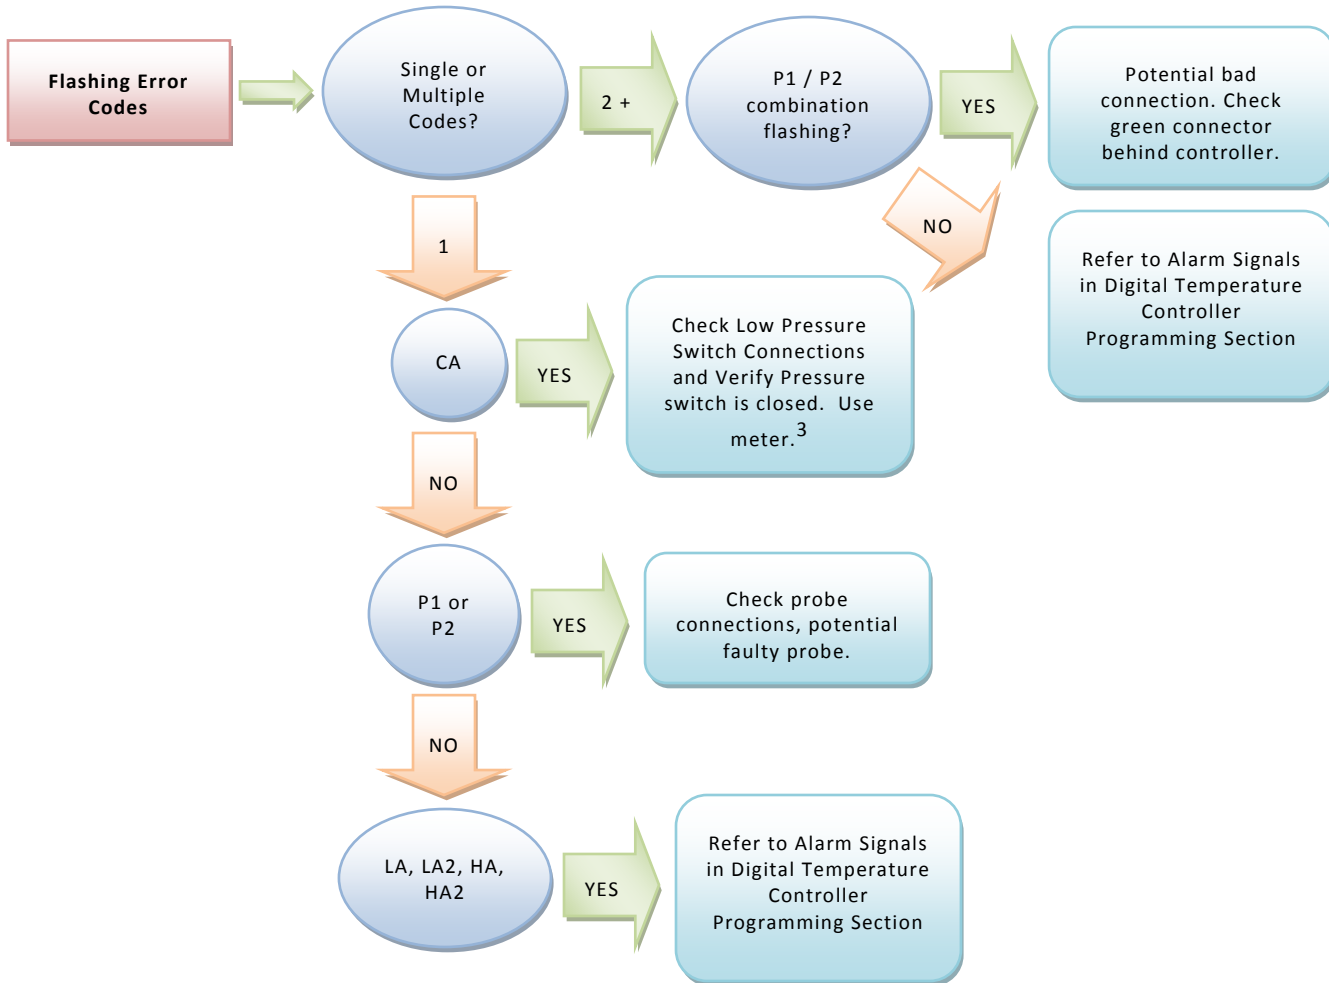 Flashing Error
Codes
Single or
Multiple
Codes?
2 +
P1 / P2
combination
flashing?
YES
Potential bad
connection. Check
green connector
behind controller.
NO
Refer to Alarm Signals
in Digital Temperature
Controller
Programming Section
1
CA
YES
Check Low Pressure
Switch Connections
and Verify Pressure
switch is closed.  Use
meter.3
NO
P1 or
P2
YES
Check probe
connections, potential
faulty probe.
NO
LA, LA2, HA,
HA2
YES
Refer to Alarm Signals
in Digital Temperature
Controller
Programming Section